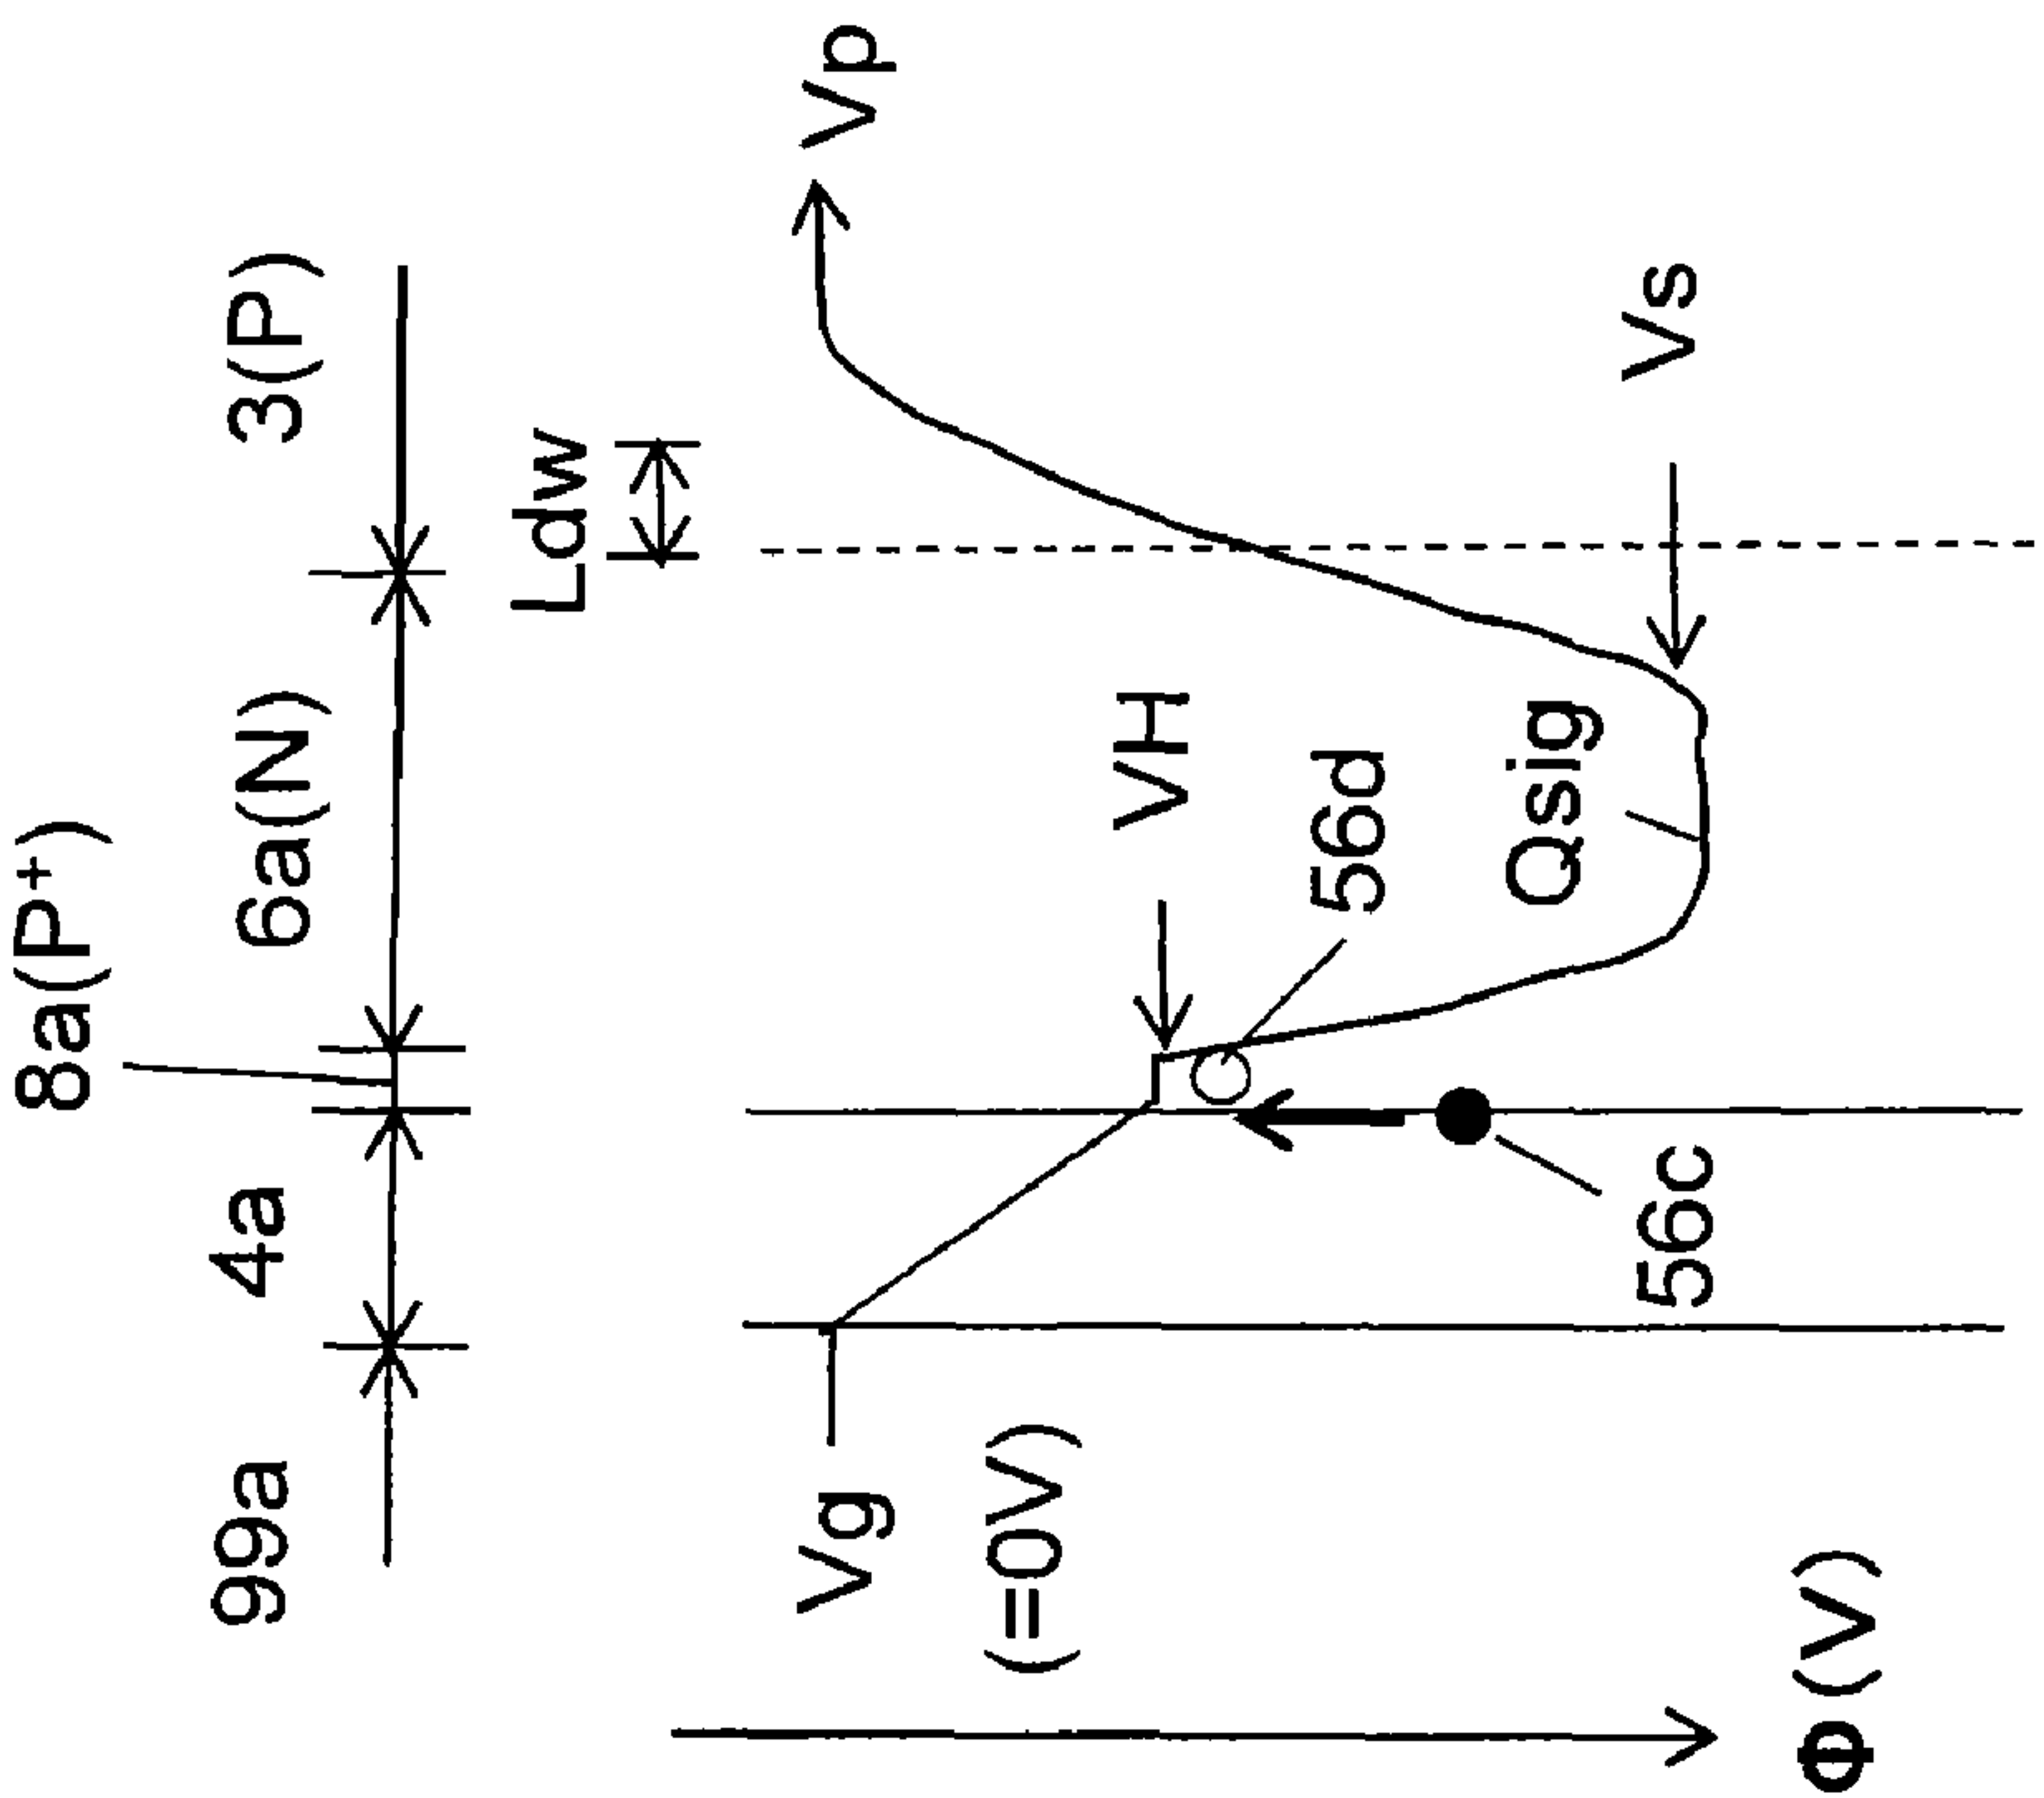 8a(P+)
99a
4a
6a(N)
3(P)
Ldw
Vg
(=0V)
Vp
VH
56d
Qsig
Vs
56c
Φ(V)